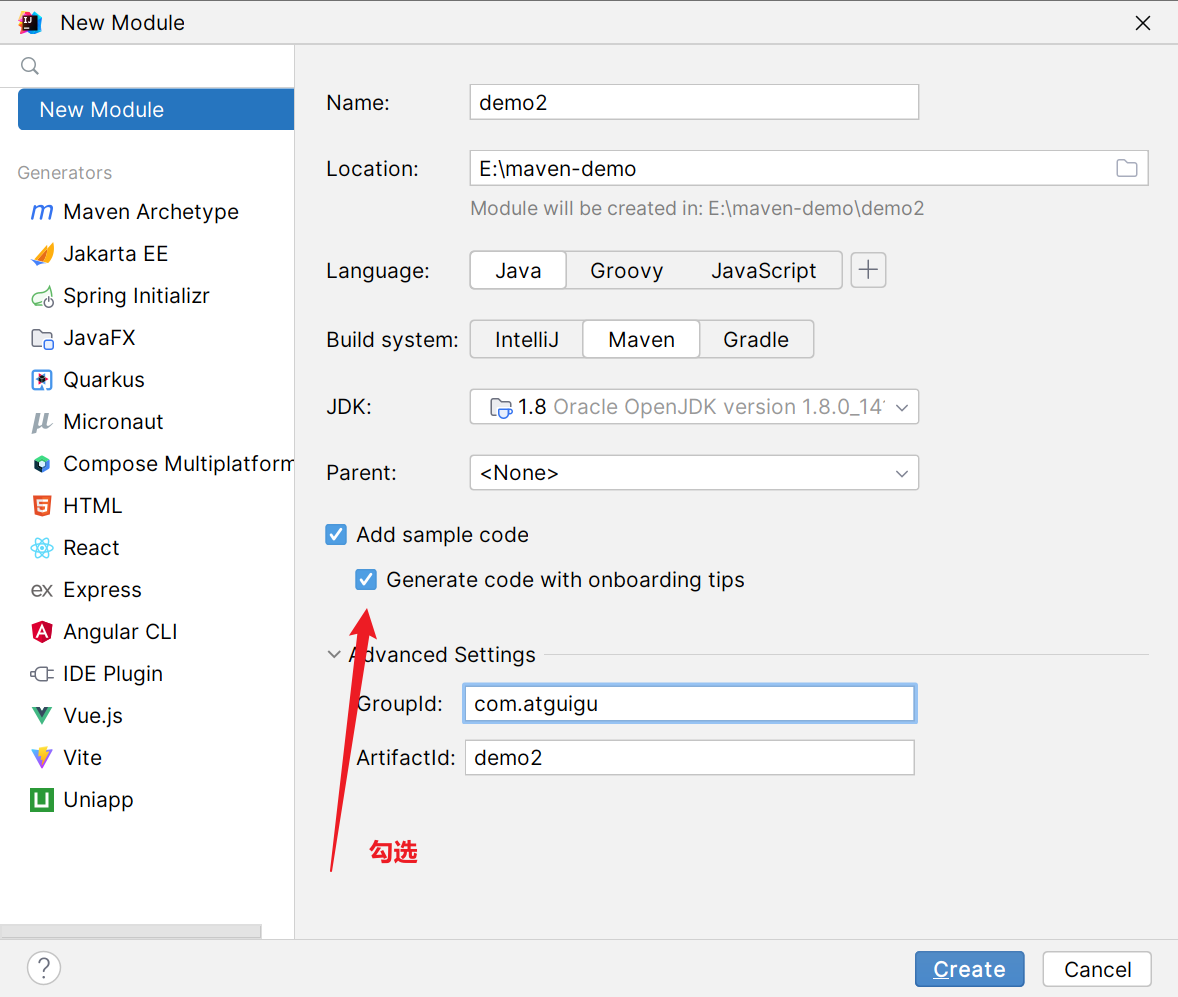 New Module
New Module
Generators
Maven Archetype
Jakarta EE
Spring Initializr
JavaFX
Quarkus
Micronaut
Compose Multiplatform
HTML
React
ex Express
Angular CLI
IDE Plugin
Vue.js
Vite
Uniapp
Name: demo2
Location: E:\maven-demo
Module will be created in: E:\maven-demo\demo2
Language: Java Groovy JavaScript
Build system: IntelliJ Maven Gradle
JDK: 1.8 Oracle OpenJDK version 1.8.0_141
Parent: <None>
Add sample code
Generate code with onboarding tips
Advanced Settings
GroupId: com.atguigu
ArtifactId: demo2
勾选
? Create Cancel